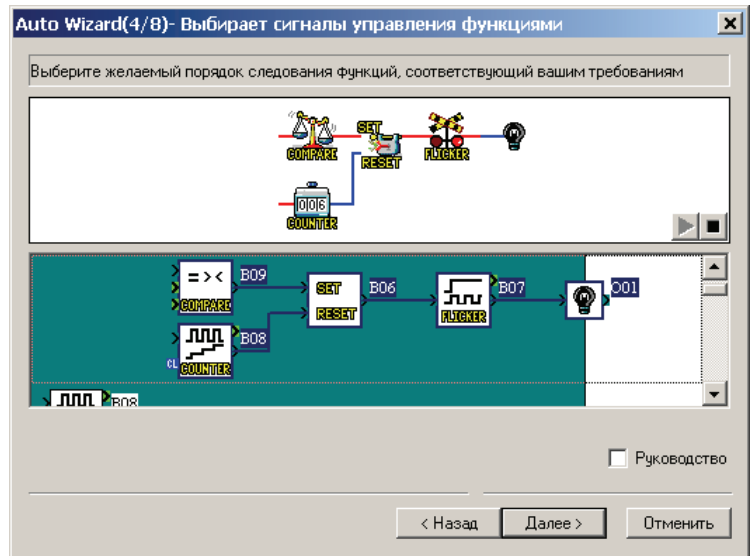 Auto Wizard(4/8)- Выбирает сигналы управления функциями
Выберите желаемый порядок следования функций, соответствующий вашим требованиям
COMPARE
SET
RESET
FLICKER
006
COUNTER
=><
COMPARE
B09
SET
RESET
B06
FLICKER
B07
O01
B08
CL
COUNTER
B08
Руководство
< Назад
Далее >
Отменить